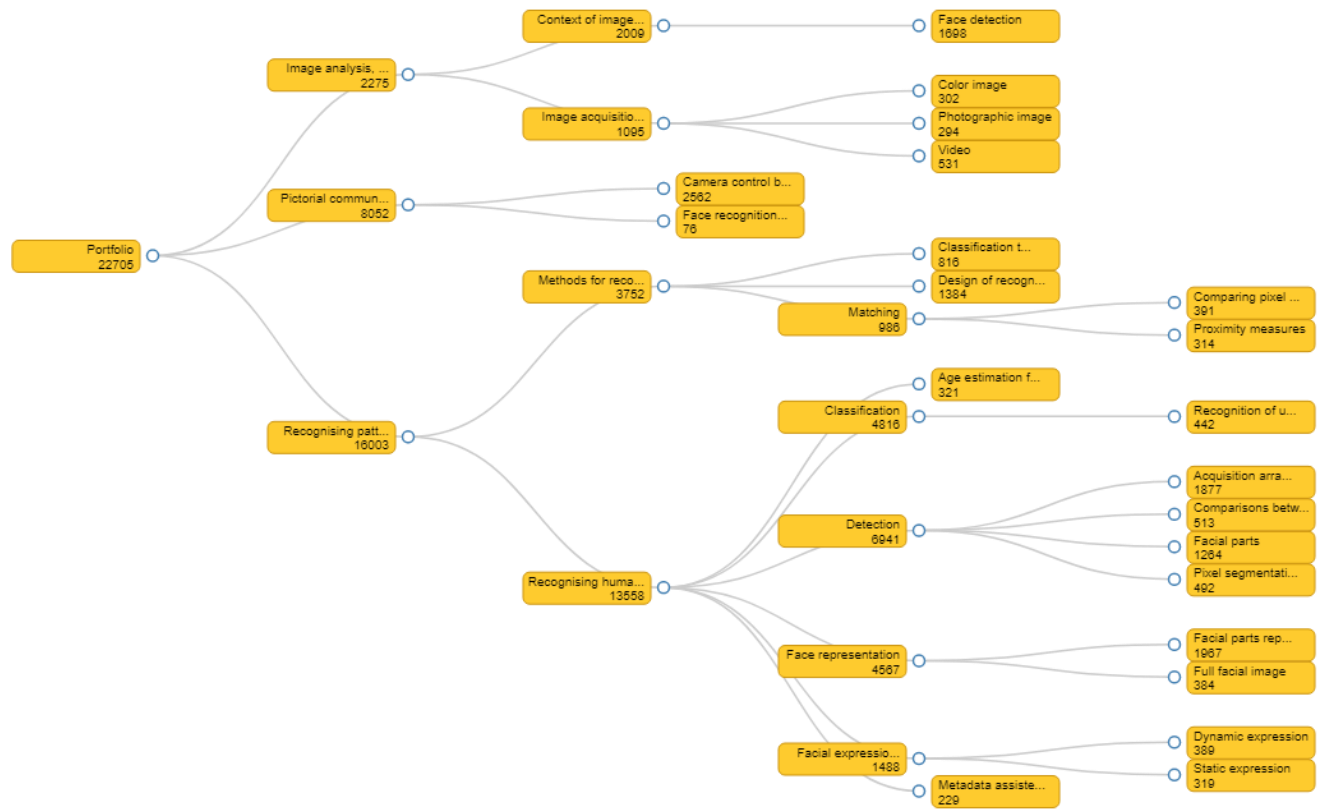 Context of image...
2009
Face detection
1698
Image analysis, ...
2275
Color image
302
Image acquisitio...
1095
Photographic image
294
Video
531
Camera control b...
2562
Pictorial commun...
8052
Face recognition...
76
Portfolio
22705
Classification t...
816
Methods for reco...
3752
Design of recogn...
1384
Matching
986
Comparing pixel ...
391
Proximity measures
314
Age estimation f...
321
Classification
4816
Recognition of u...
442
Recognising patt...
16003
Acquisition arra...
1877
Comparisons betw...
513
Detection
6941
Facial parts
1264
Pixel segmentati...
492
Recognising huma...
13558
Facial parts rep...
1967
Face representation
4567
Full facial image
384
Dynamic expression
389
Facial expressio...
1488
Static expression
319
Metadata assiste...
229